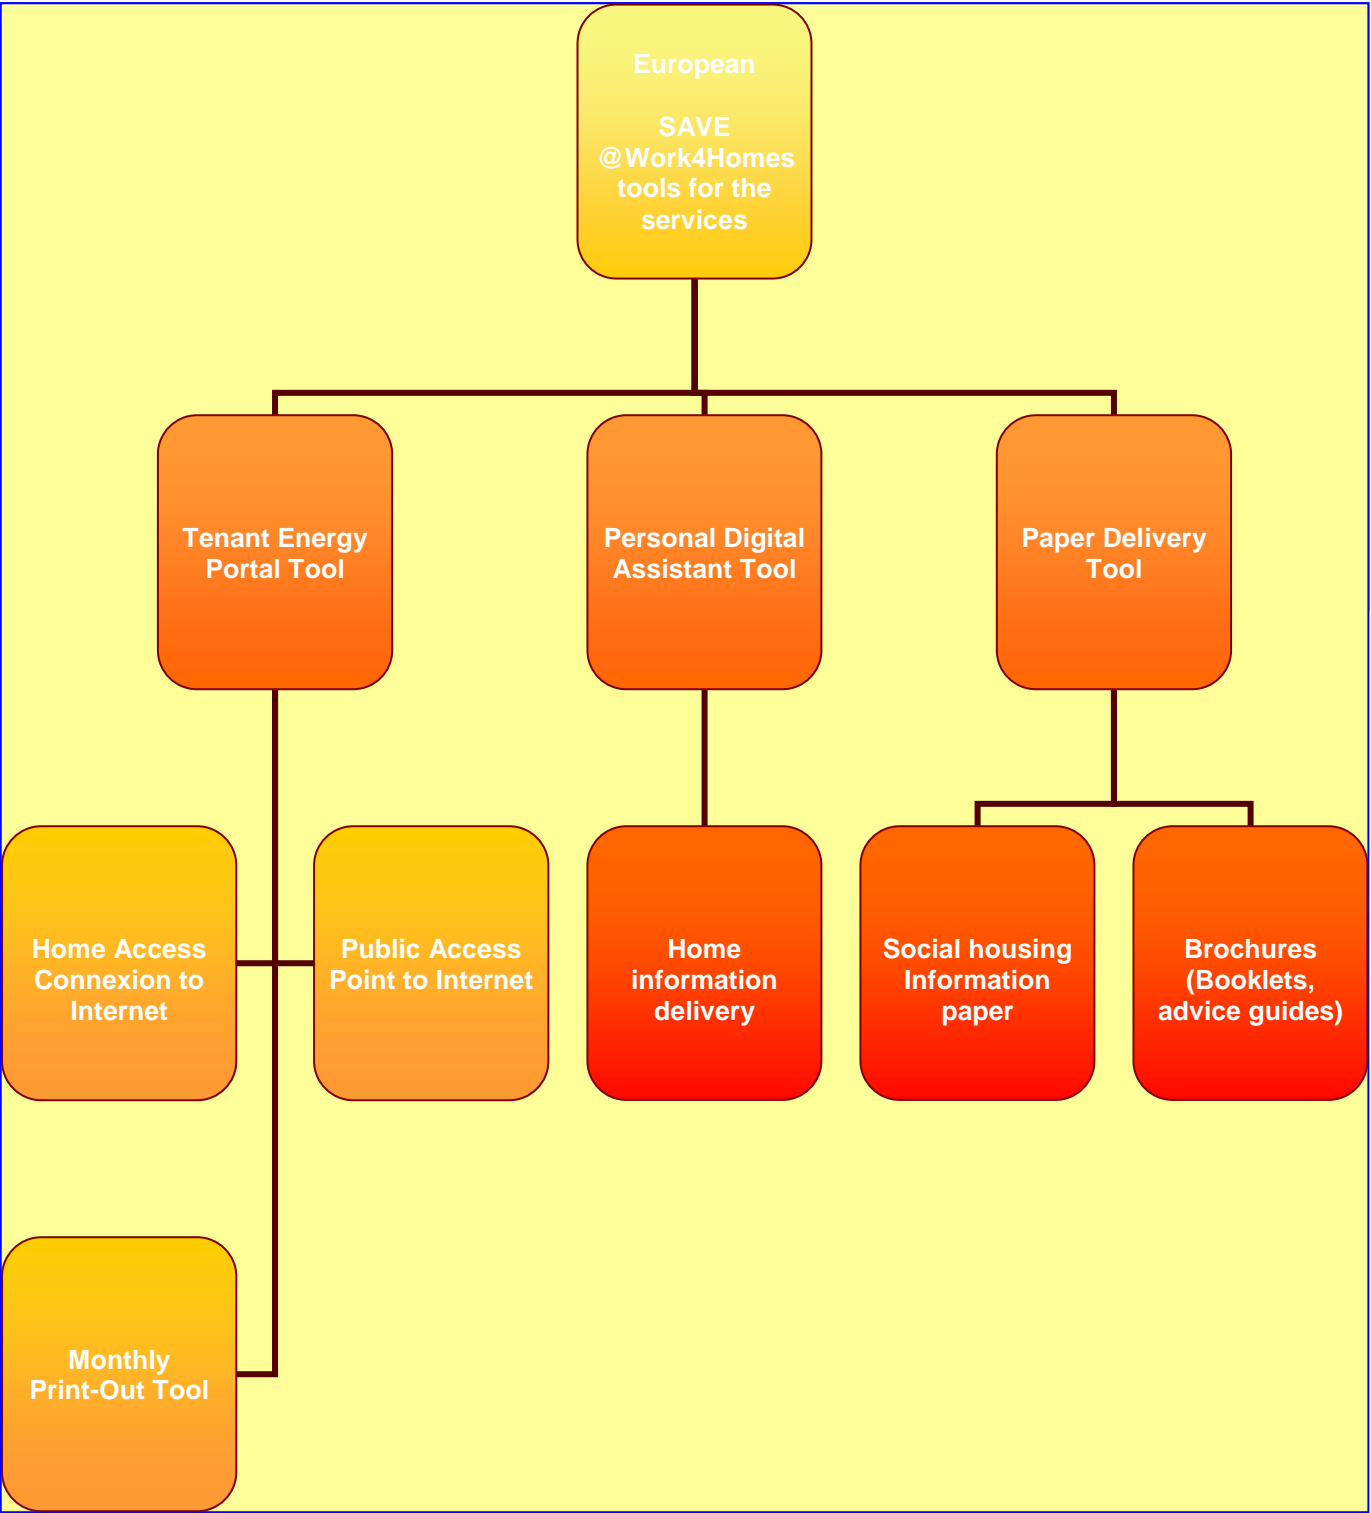 European
SAVE
@Work4Homes
tools for the
services
Tenant Energy
Portal Tool
Personal Digital
Assistant Tool
Paper Delivery
Tool
Home Access
Connexion to
Internet
Public Access
Point to Internet
Home
information
delivery
Social housing
Information
paper
Brochures
(Booklets,
advice guides)
Monthly
Print-Out Tool